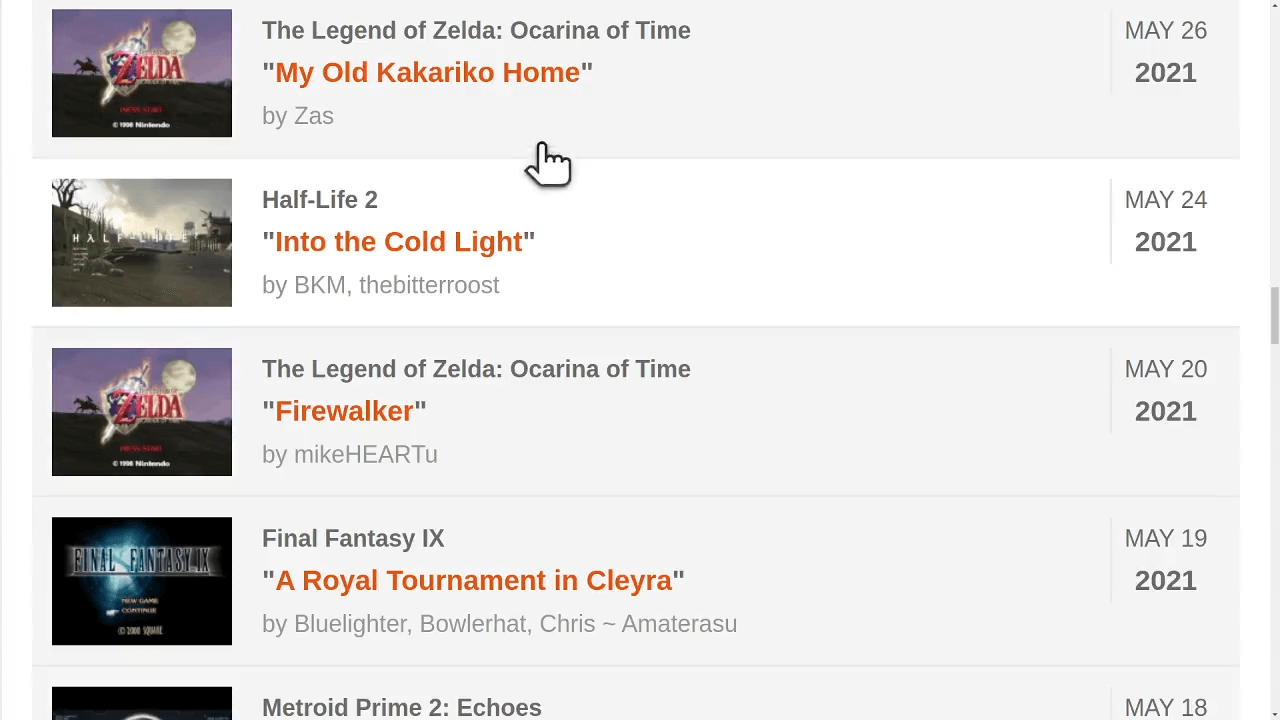 The Legend of Zelda: Ocarina of Time
"My Old Kakariko Home"
by Zas
MAY 26
2021
ZELDA
PRESS START
© 1998 Nintendo
Half-Life 2
"Into the Cold Light"
by BKM, thebitterroost
MAY 24
2021
HALF-LIFE
The Legend of Zelda: Ocarina of Time
"Firewalker"
by mikeHEARTu
MAY 20
2021
ZELDA
PRESS START
© 1998 Nintendo
Final Fantasy IX
"A Royal Tournament in Cleyra"
by Bluelighter, Bowlerhat, Chris ~ Amaterasu
MAY 19
2021
FINAL FANTASY IX
NEW GAME
CONTINUE
© 2000 SQUARE
Metroid Prime 2: Echoes
MAY 18